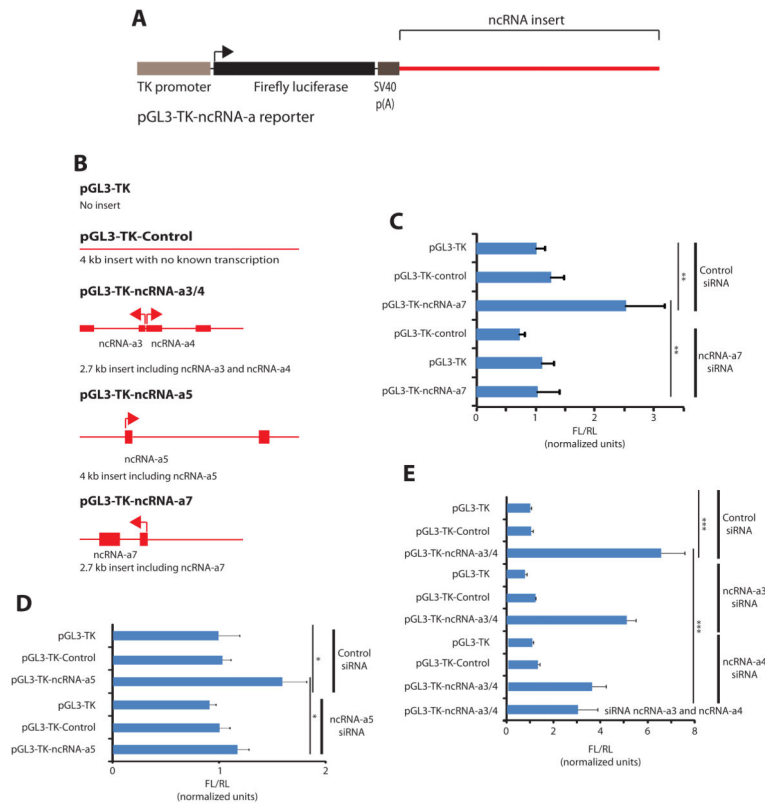 A
ncRNA insert
TK promoter
Firefly luciferase
SV40
p(A)
pGL3-TK-ncRNA-a reporter
B
pGL3-TK
No insert
pGL3-TK-Control
4 kb insert with no known transcription
pGL3-TK-ncRNA-a3/4
ncRNA-a3
ncRNA-a4
2.7 kb insert including ncRNA-a3 and ncRNA-a4
pGL3-TK-ncRNA-a5
ncRNA-a5
4 kb insert including ncRNA-a5
pGL3-TK-ncRNA-a7
ncRNA-a7
2.7 kb insert including ncRNA-a7
C
pGL3-TK
pGL3-TK-control
pGL3-TK-ncRNA-a7
pGL3-TK-control
pGL3-TK
pGL3-TK-ncRNA-a7
**
**
Control
siRNA
ncRNA-a7
siRNA
0 1 2 3
FL/RL
(normalized units)
D
pGL3-TK
pGL3-TK-Control
pGL3-TK-ncRNA-a5
pGL3-TK
pGL3-TK-Control
pGL3-TK-ncRNA-a5
*
*
Control
siRNA
ncRNA-a5
siRNA
0 1 2
FL/RL
(normalized units)
E
pGL3-TK
pGL3-TK-Control
pGL3-TK-ncRNA-a3/4
pGL3-TK
pGL3-TK-Control
pGL3-TK-ncRNA-a3/4
pGL3-TK
pGL3-TK-Control
pGL3-TK-ncRNA-a3/4
pGL3-TK-ncRNA-a3/4
siRNA ncRNA-a3 and ncRNA-a4
***
***
Control
siRNA
ncRNA-a3
siRNA
ncRNA-a4
siRNA
0 2 4 6 8
FL/RL
(normalized units)